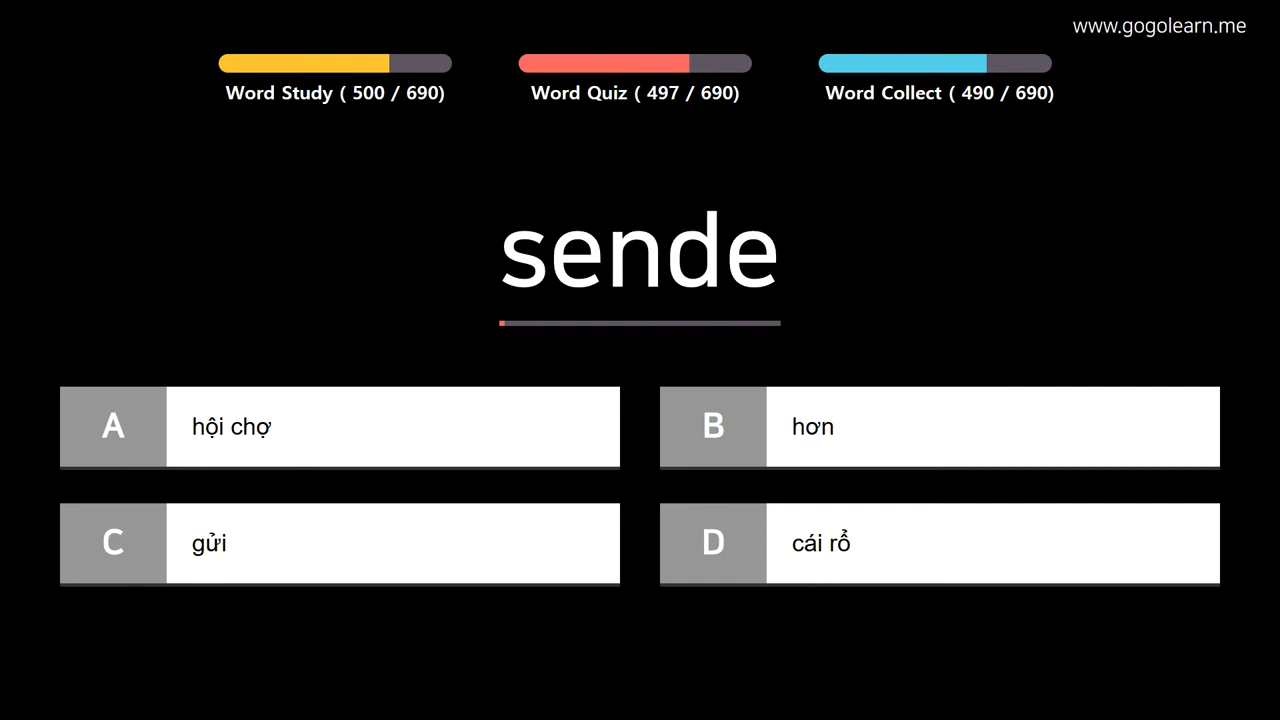 www.gogolearn.me
Word Study ( 500 / 690)
Word Quiz ( 497 / 690)
Word Collect ( 490 / 690)
sende
A
hội chợ
B
hơn
C
gửi
D
cái rổ